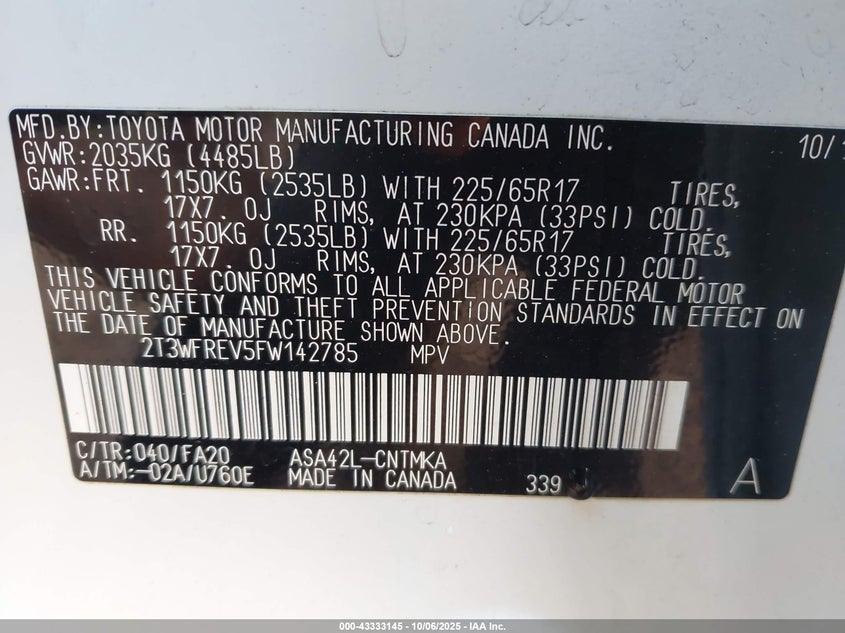 MFD.BY:TOYOTA MOTOR MANUFACTURING CANADA INC. 10/
GVWR:2035KG (4485LB)
GAWR:FRT. 1150KG (2535LB) WITH 225/65R17 TIRES,
17X7.0J RIMS, AT 230KPA (33PSI) COLD.
RR. 1150KG (2535LB) WITH 225/65R17 TIRES,
17X7.0J RIMS, AT 230KPA (33PSI) COLD.
THIS VEHICLE CONFORMS TO ALL APPLICABLE FEDERAL MOTOR
VEHICLE SAFETY AND THEFT PREVENTION STANDARDS IN EFFECT ON
THE DATE OF MANUFACTURE SHOWN ABOVE.
2T3WFREV5FW142785 MPV
C/TR:040/FA20 ASA42L-CNTMKA
A/TM:-02A/U760E MADE IN CANADA 339 A
000-43333145 - 10/06/2025 - IAA Inc.